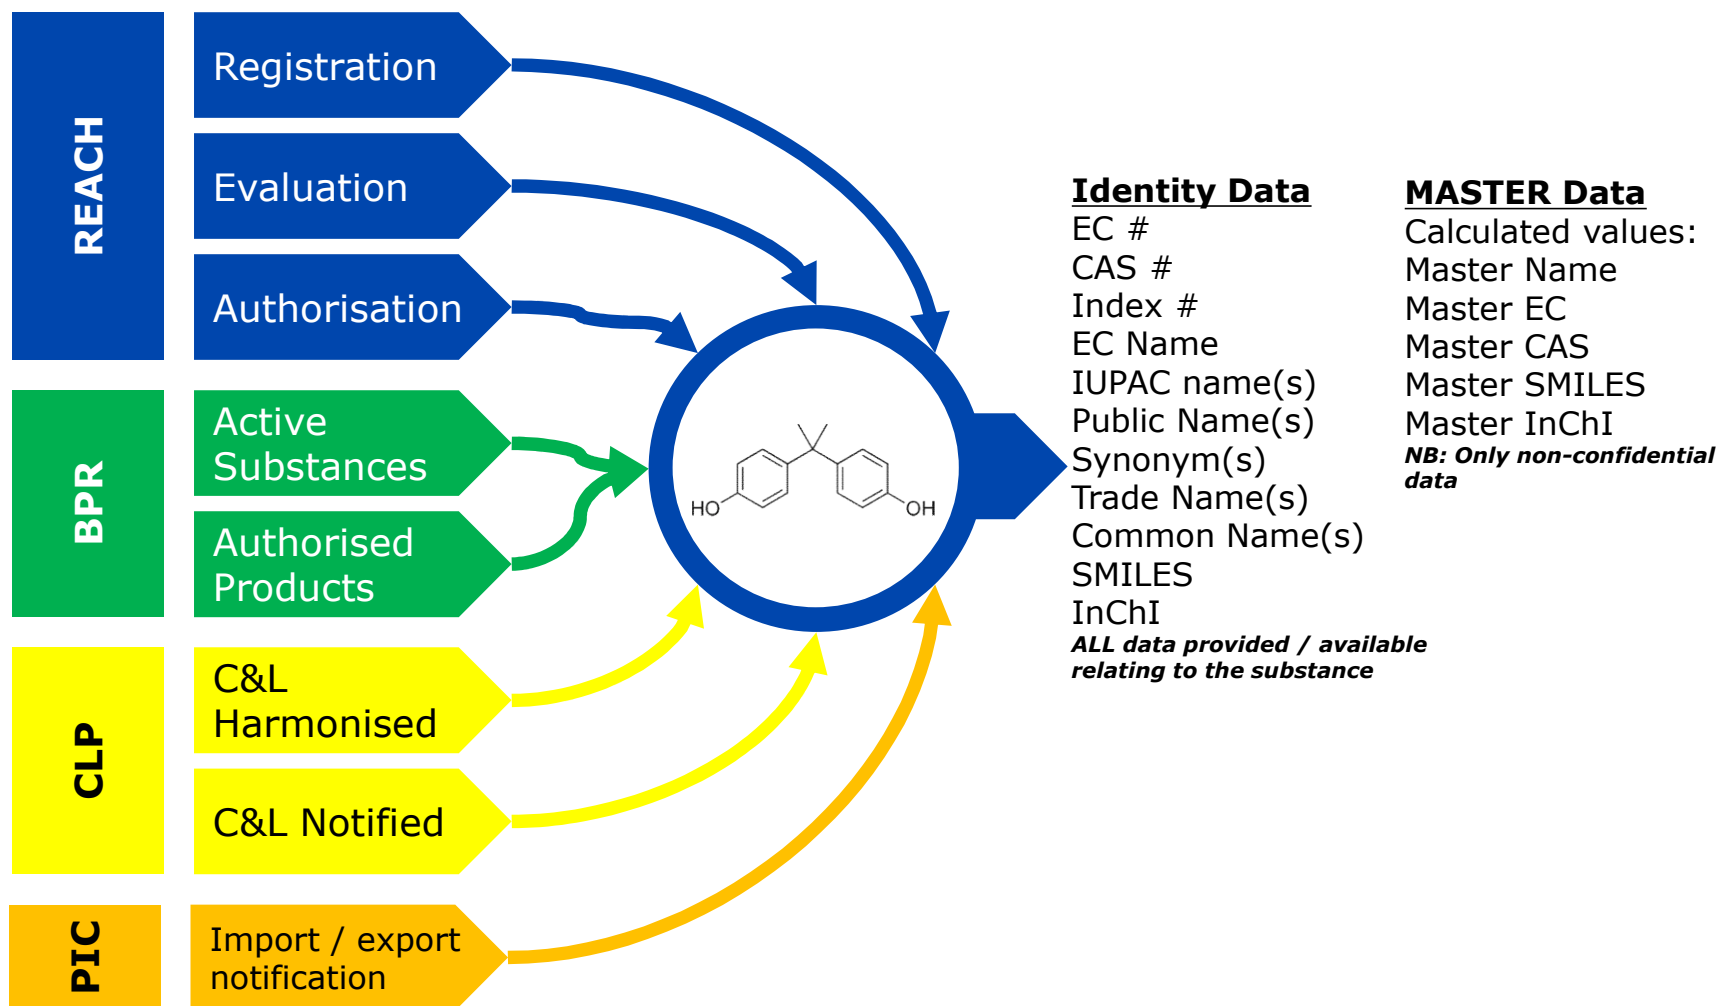 REACH
Registration
Evaluation
Authorisation
BPR
Active
Substances
Authorised
Products
CLP
C&L
Harmonised
C&L Notified
PIC
Import / export
notification
HO
OH
Identity Data
EC #
CAS #
Index #
EC Name
IUPAC name(s)
Public Name(s)
Synonym(s)
Trade Name(s)
Common Name(s)
SMILES
InChI
ALL data provided / available
relating to the substance
MASTER Data
Calculated values:
Master Name
Master EC
Master CAS
Master SMILES
Master InChI
NB: Only non-confidential
data